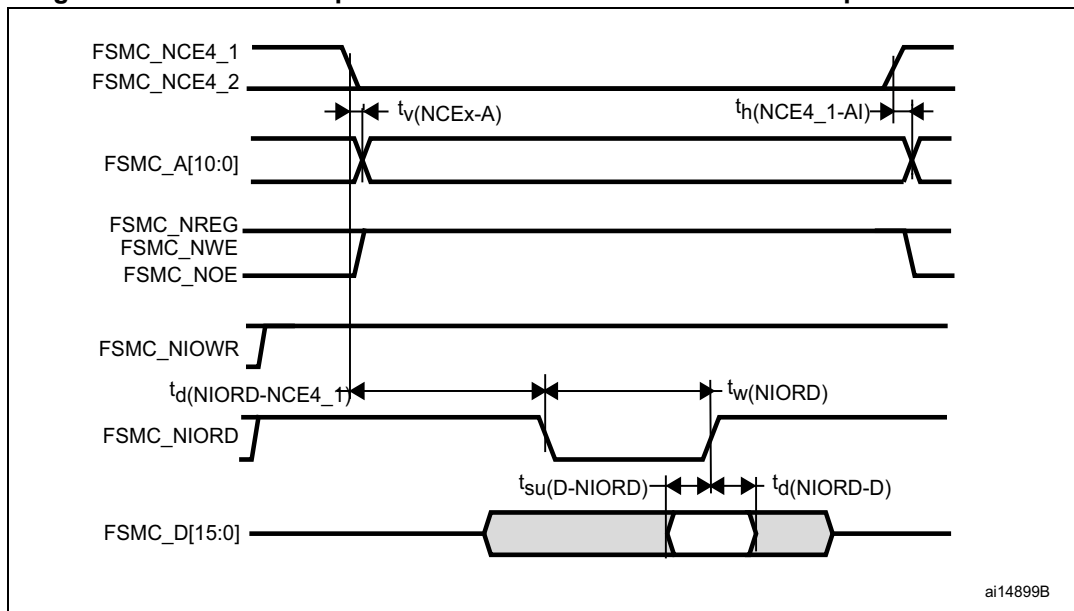 FSMC_NCE4_1
FSMC_NCE4_2
tv(NCEx-A)
th(NCE4_1-AI)
FSMC_A[10:0]
FSMC_NREG
FSMC_NWE
FSMC_NOE
FSMC_NIOWR
td(NIORD-NCE4_1)
tw(NIORD)
FSMC_NIORD
tsu(D-NIORD)
td(NIORD-D)
FSMC_D[15:0]
ai14899B